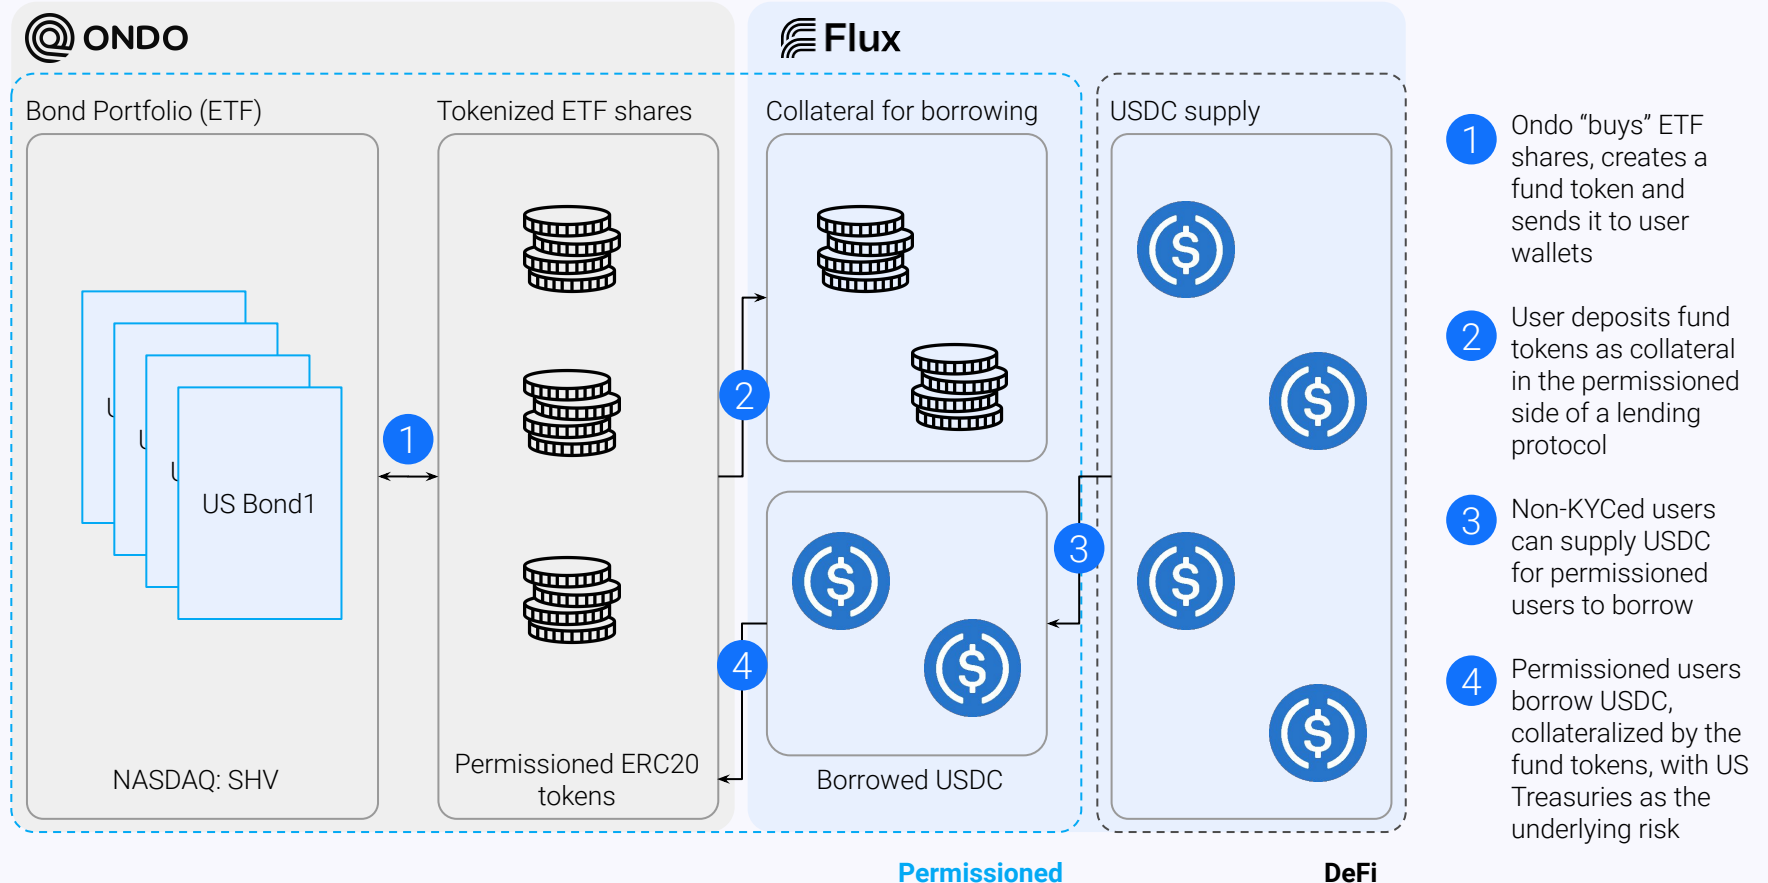 ONDO
Flux
Bond Portfolio (ETF)
Tokenized ETF shares
Collateral for borrowing
USDC supply
US Bond1
NASDAQ: SHV
Permissioned ERC20
tokens
Borrowed USDC
1
2
3
4
1
Ondo “buys” ETF
shares, creates a
fund token and
sends it to user
wallets
2
User deposits fund
tokens as collateral
in the permissioned
side of a lending
protocol
3
Non-KYCed users
can supply USDC
for permissioned
users to borrow
4
Permissioned users
borrow USDC,
collateralized by the
fund tokens, with US
Treasuries as the
underlying risk
Permissioned
DeFi